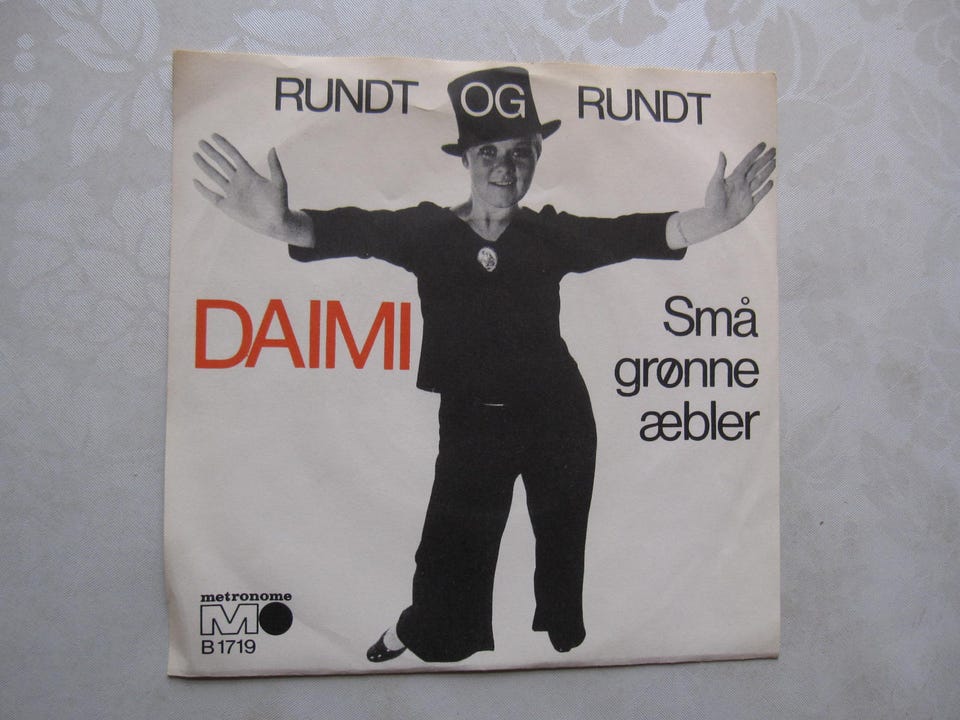 RUNDT OG RUNDT
DAIMI
Små
grønne
æbler
metronome
M
B 1719